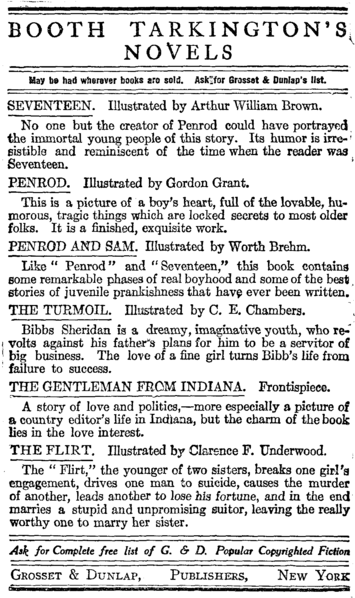 BOOTH TARKINGTON'S
NOVELS
May be had wherever books are sold. Ask for Grosset & Dunlap's list.
SEVENTEEN. Illustrated by Arthur William Brown.
No one but the creator of Penrod could have portrayed
the immortal young people of this story. Its humor is irre-
sistible and reminiscent of the time when the reader was
Seventeen.
PENROD. Illustrated by Gordon Grant.
This is a picture of a boy's heart, full of the lovable, hu-
morous, tragic things which are locked secrets to most older
folks. It is a finished, exquisite work.
PENROD AND SAM. Illustrated by Worth Brehm.
Like "Penrod" and "Seventeen," this book contains
some remarkable phases of real boyhood and some of the best
stories of juvenile prankishness that have ever been written.
THE TURMOIL. Illustrated by C. E. Chambers.
Bibbs Sheridan is a dreamy, imaginative youth, who re-
volts against his father's plans for him to be a servitor of
big business. The love of a fine girl turns Bibb's life from
failure to success.
THE GENTLEMAN FROM INDIANA. Frontispiece.
A story of love and politics,—more especially a picture of
a country editor's life in Indiana, but the charm of the book
lies in the love interest.
THE FLIRT. Illustrated by Clarence F. Underwood.
The "Flirt," the younger of two sisters, breaks one girl's
engagement, drives one man to suicide, causes the murder
of another, leads another to lose his fortune, and in the end
marries a stupid and unpromising suitor, leaving the really
worthy one to marry her sister.
Ask for Complete free list of G. & D. Popular Copyrighted Fiction
GROSSET & DUNLAP, PUBLISHERS, NEW YORK